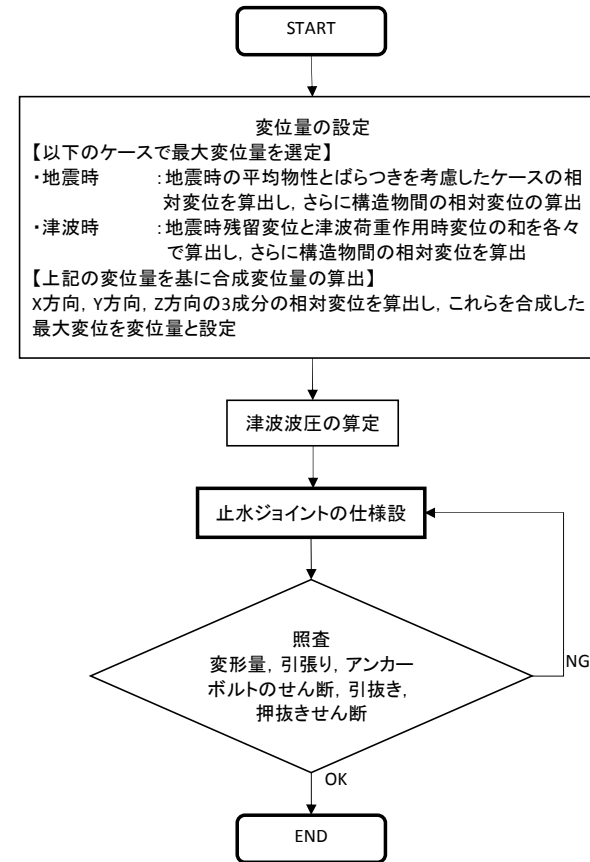 START
変位量の設定
【以下のケースで最大変位量を選定】
・地震時　　：地震時の平均物性とばらつきを考慮したケースの相
対変位を算出し，さらに構造物間の相対変位の算出
・津波時　　：地震時残留変位と津波荷重作用時変位の和を各々
で算出し，さらに構造物間の相対変位を算出
【上記の変位量を基に合成変位量の算出】
X方向，Y方向，Z方向の3成分の相対変位を算出し，これらを合成した
最大変位を変位量と設定
津波波圧の算定
止水ジョイントの仕様設
照査
変形量，引張り，アンカー
ボルトのせん断，引抜き，
押抜きせん断
NG
OK
END